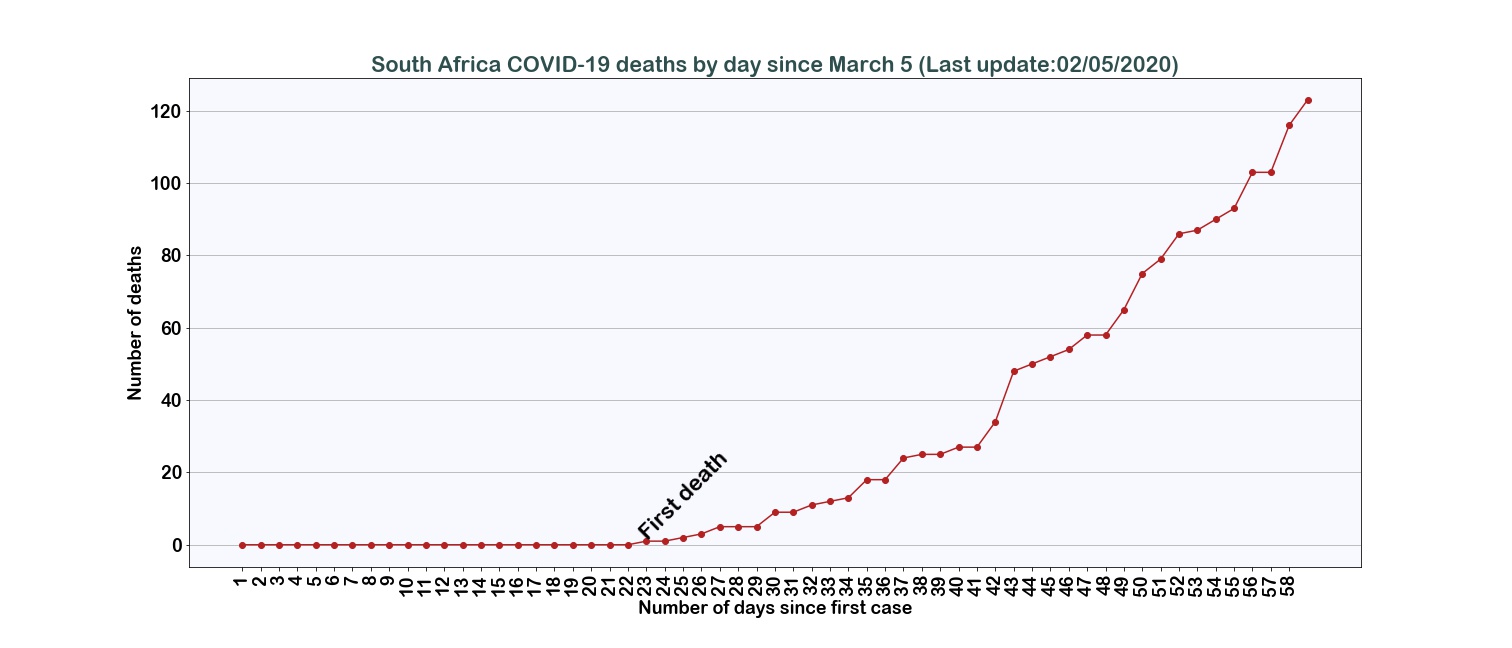 South Africa COVID-19 deaths by day since March 5 (Last update:02/05/2020)
120
100
80
60
40
20
0
Number of deaths
First death
1 2 3 4 5 6 7 8 9 10 11 12 13 14 15 16 17 18 19 20 21 22 23 24 25 26 27 28 29 30 31 32 33 34 35 36 37 38 39 40 41 42 43 44 45 46 47 48 49 50 51 52 53 54 55 56 57 58
Number of days since first case